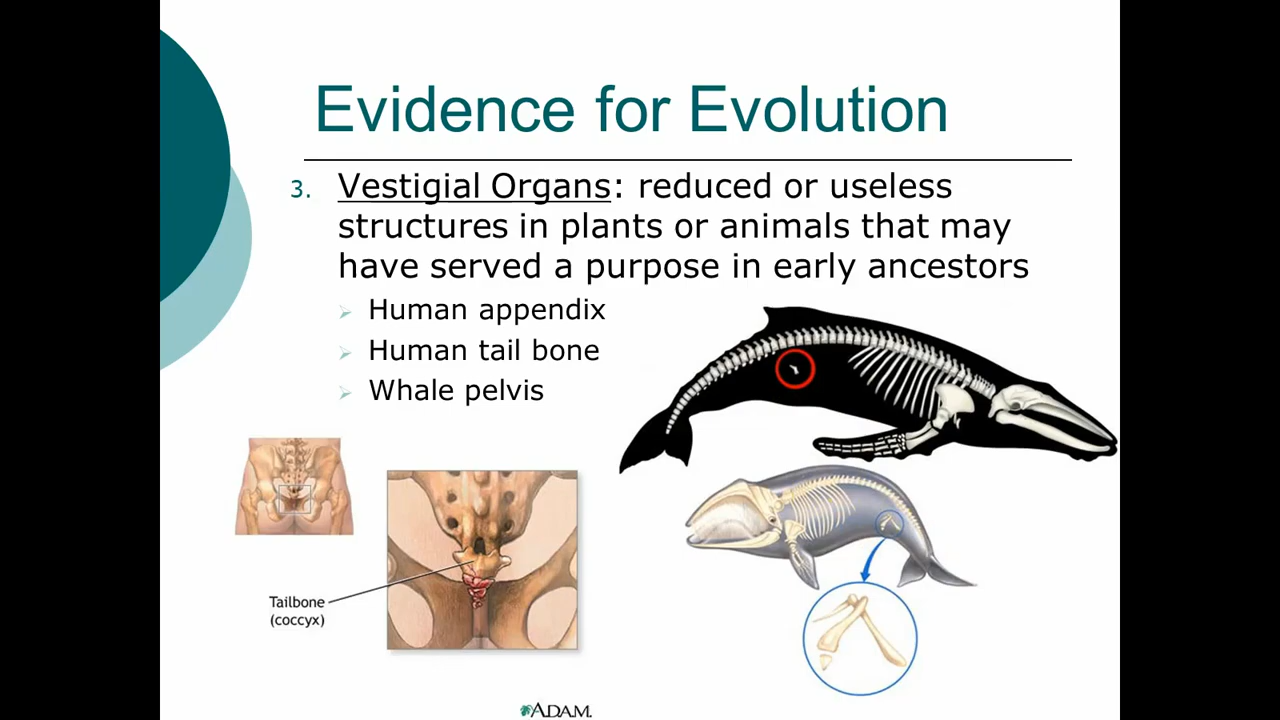 Evidence for Evolution
3. Vestigial Organs: reduced or useless
structures in plants or animals that may
have served a purpose in early ancestors
Human appendix
Human tail bone
Whale pelvis
Tailbone
(coccyx)
ADAM.